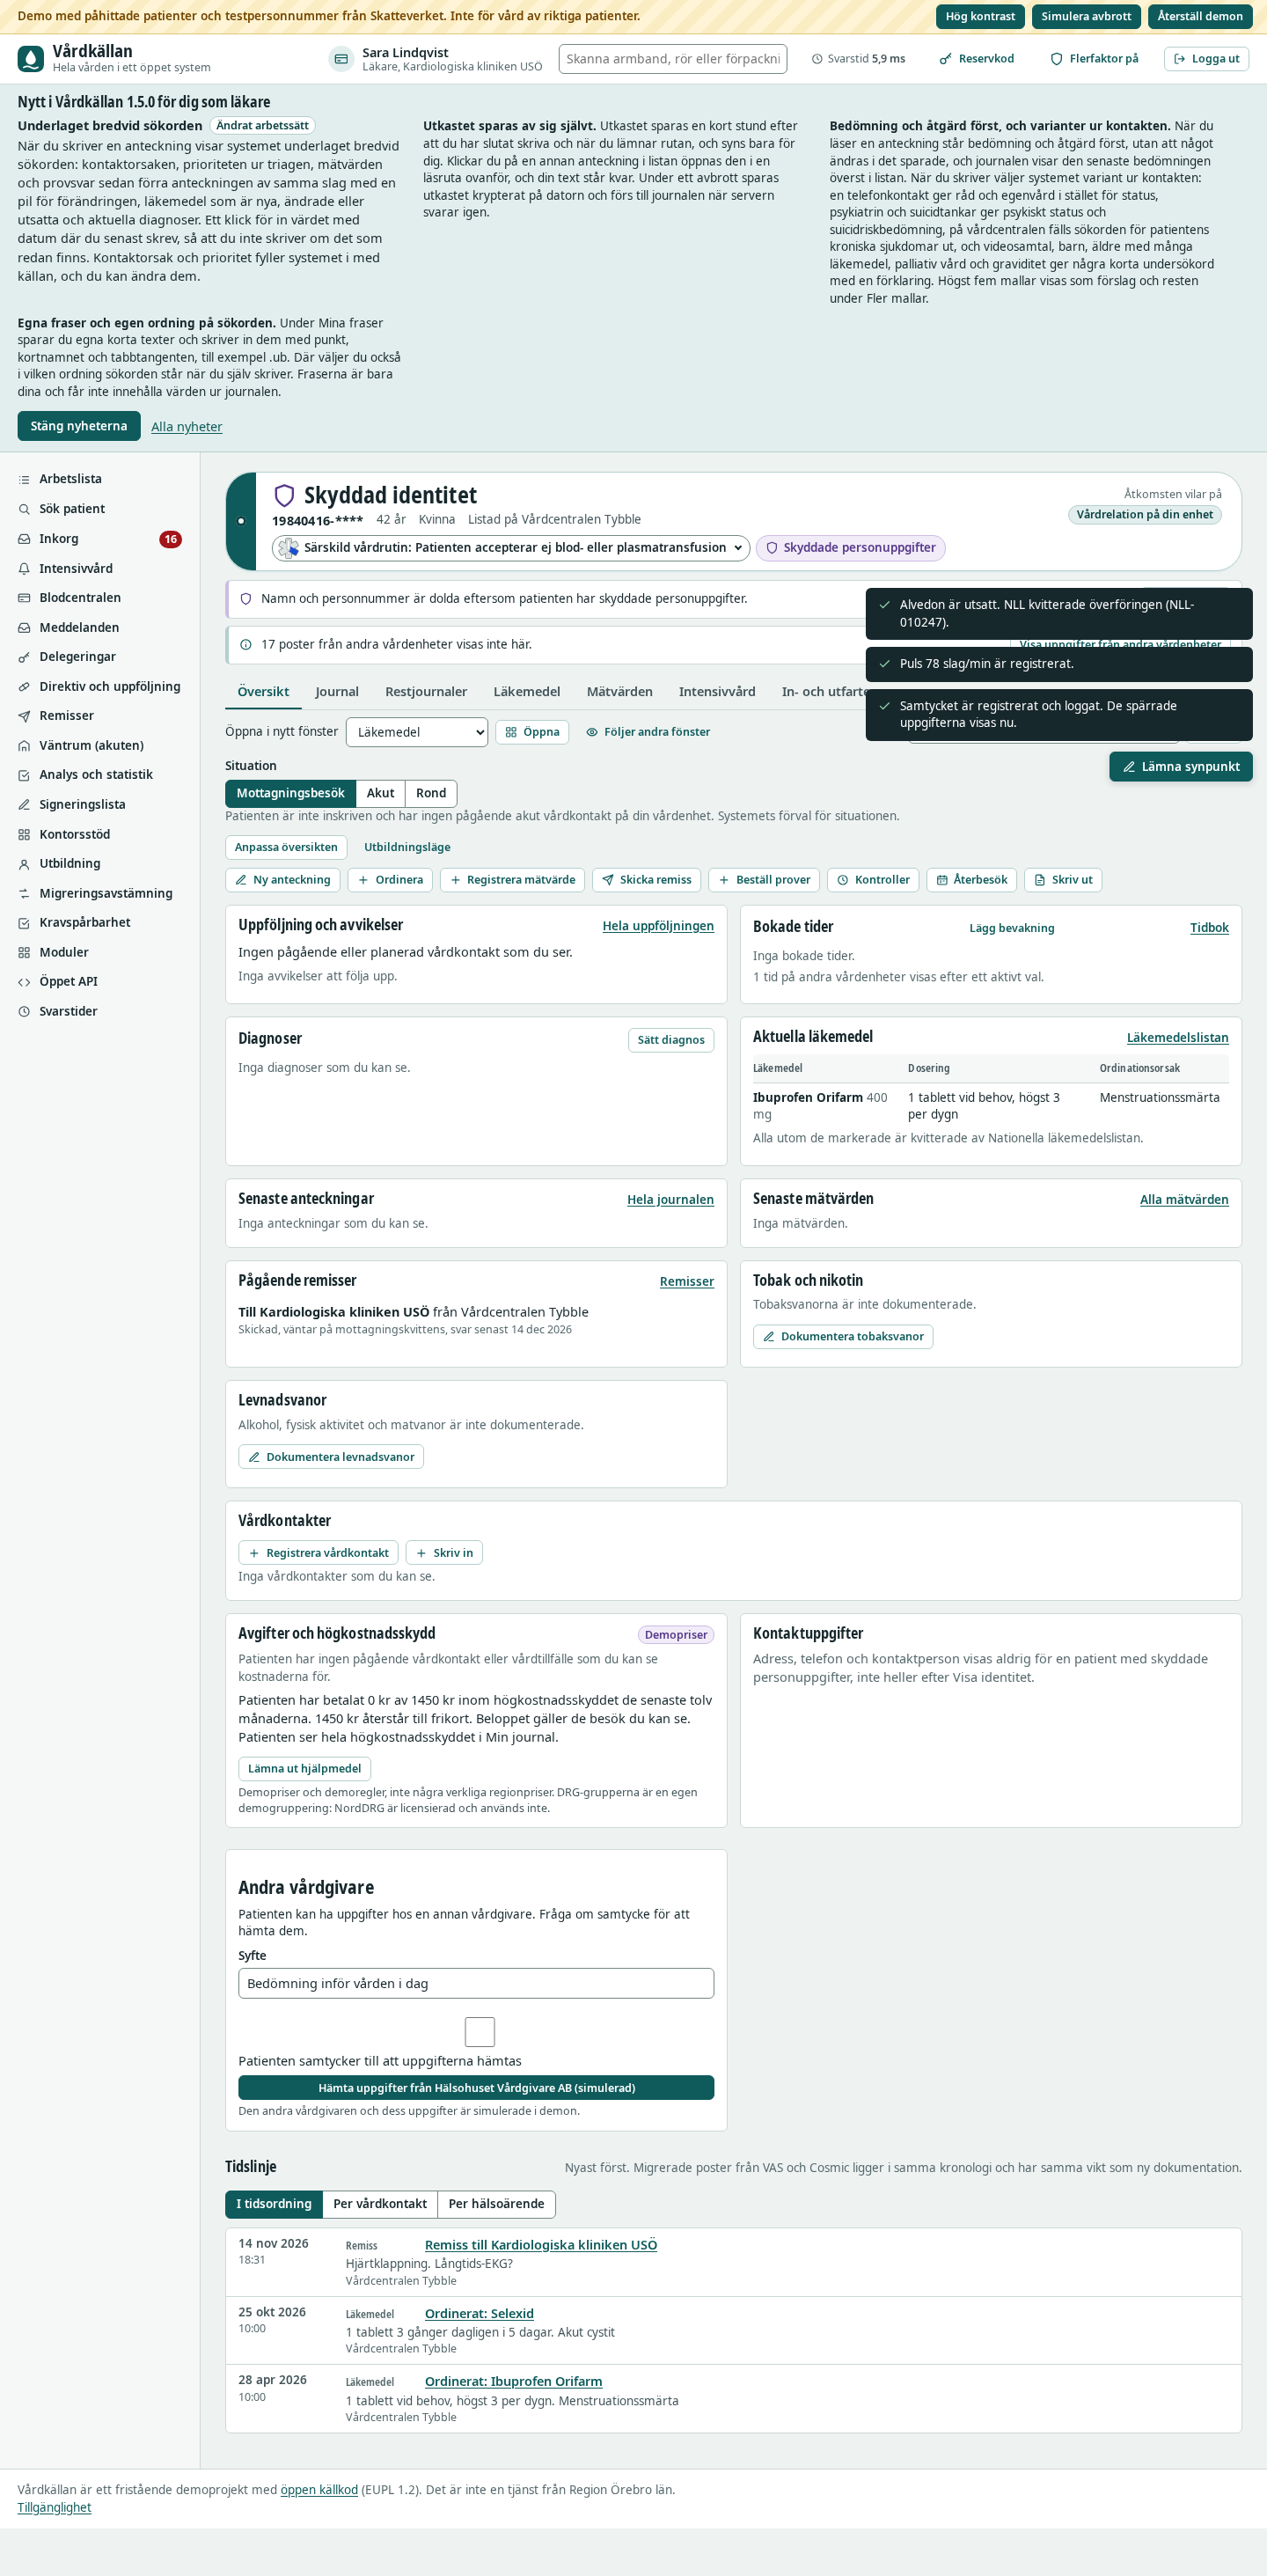 Demo med påhittade patienter och testpersonnummer från Skatteverket. Inte för vård av riktiga patienter.
Hög kontrast
Simulera avbrott
Återställ demon
Vårdkällan
Hela vården i ett öppet system
Sara Lindqvist
Läkare, Kardiologiska kliniken USÖ
Skanna armband, rör eller förpackni
Svarstid 5,9 ms
Reservkod
Flerfaktor på
Logga ut
Nytt i Vårdkällan 1.5.0 för dig som läkare
Underlaget bredvid sökorden Ändrat arbetssätt
När du skriver en anteckning visar systemet underlaget bredvid
sökorden: kontaktorsaken, prioriteten ur triagen, mätvärden
och provsvar sedan förra anteckningen av samma slag med en
pil för förändringen, läkemedel som är nya, ändrade eller
utsatta och aktuella diagnoser. Ett klick för in värdet med
datum där du senast skrev, så att du inte skriver om det som
redan finns. Kontaktorsak och prioritet fyller systemet i med
källan, och du kan ändra dem.
Utkastet sparas av sig självt. Utkastet sparas en kort stund efter
att du har slutat skriva och när du lämnar rutan, och syns bara för
dig. Klickar du på en annan anteckning i listan öppnas den i en
läsruta ovanför, och din text står kvar. Under ett avbrott sparas
utkastet krypterat på datorn och förs till journalen när servern
svarar igen.
Bedömning och åtgärd först, och varianter ur kontakten. När du
läser en anteckning står bedömning och åtgärd först, utan att något
ändras i det sparade, och journalen visar den senaste bedömningen
överst i listan. När du skriver väljer systemet variant ur kontakten:
en telefonkontakt ger råd och egenvård i stället för status,
psykiatrin och suicidtankar ger psykiskt status och
suicidriskbedömning, på vårdcentralen fälls sökorden för patientens
kroniska sjukdomar ut, och videosamtal, barn, äldre med många
läkemedel, palliativ vård och graviditet ger några korta undersökord
med en förklaring. Högst fem mallar visas som förslag och resten
under Fler mallar.
Egna fraser och egen ordning på sökorden. Under Mina fraser
sparar du egna korta texter och skriver in dem med punkt,
kortnamnet och tabbtangenten, till exempel .ub. Där väljer du också
i vilken ordning sökorden står när du själv skriver. Fraserna är bara
dina och får inte innehålla värden ur journalen.
Stäng nyheterna
Alla nyheter
Arbetslista
Sök patient
Inkorg 16
Intensivvård
Blodcentralen
Meddelanden
Delegeringar
Direktiv och uppföljning
Remisser
Väntrum (akuten)
Analys och statistik
Signeringslista
Kontorsstöd
Utbildning
Migreringsavstämning
Kravspårbarhet
Moduler
Öppet API
Svarstider
Skyddad identitet
19840416-**** 42 år Kvinna Listad på Vårdcentralen Tybble
Särskild vårdrutin: Patienten accepterar ej blod- eller plasmatransfusion
Skyddade personuppgifter
Åtkomsten vilar på
Vårdrelation på din enhet
Namn och personnummer är dolda eftersom patienten har skyddade personuppgifter.
17 poster från andra vårdenheter visas inte här.
Visa uppgifter från andra vårdenheter
Alvedon är utsatt. NLL kvitterade överföringen (NLL-
010247).
Puls 78 slag/min är registrerat.
Samtycket är registrerat och loggat. De spärrade
uppgifterna visas nu.
Översikt
Journal
Restjournaler
Läkemedel
Mätvärden
Intensivvård
In- och utfarte
Öppna i nytt fönster
Läkemedel
Öppna
Följer andra fönster
Lämna synpunkt
Situation
Mottagningsbesök
Akut
Rond
Patienten är inte inskriven och har ingen pågående akut vårdkontakt på din vårdenhet. Systemets förval för situationen.
Anpassa översikten
Utbildningsläge
Ny anteckning
Ordinera
Registrera mätvärde
Skicka remiss
Beställ prover
Kontroller
Återbesök
Skriv ut
Uppföljning och avvikelser
Hela uppföljningen
Ingen pågående eller planerad vårdkontakt som du ser.
Inga avvikelser att följa upp.
Bokade tider
Lägg bevakning
Tidbok
Inga bokade tider.
1 tid på andra vårdenheter visas efter ett aktivt val.
Diagnoser
Sätt diagnos
Inga diagnoser som du kan se.
Aktuella läkemedel
Läkemedelslistan
Läkemedel Dosering Ordinationsorsak
Ibuprofen Orifarm 400 1 tablett vid behov, högst 3 Menstruationssmärta
mg per dygn
Alla utom de markerade är kvitterade av Nationella läkemedelslistan.
Senaste anteckningar
Hela journalen
Inga anteckningar som du kan se.
Senaste mätvärden
Alla mätvärden
Inga mätvärden.
Pågående remisser
Remisser
Till Kardiologiska kliniken USÖ från Vårdcentralen Tybble
Skickad, väntar på mottagningskvittens, svar senast 14 dec 2026
Tobak och nikotin
Tobaksvanorna är inte dokumenterade.
Dokumentera tobaksvanor
Levnadsvanor
Alkohol, fysisk aktivitet och matvanor är inte dokumenterade.
Dokumentera levnadsvanor
Vårdkontakter
Registrera vårdkontakt
Skriv in
Inga vårdkontakter som du kan se.
Avgifter och högkostnadsskydd
Demopriser
Patienten har ingen pågående vårdkontakt eller vårdtillfälle som du kan se
kostnaderna för.
Patienten har betalat 0 kr av 1450 kr inom högkostnadsskyddet de senaste tolv
månaderna. 1450 kr återstår till frikort. Beloppet gäller de besök du kan se.
Patienten ser hela högkostnadsskyddet i Min journal.
Lämna ut hjälpmedel
Demopriser och demoregler, inte några verkliga regionpriser. DRG-grupperna är en egen
demogruppering: NordDRG är licensierad och används inte.
Kontaktuppgifter
Adress, telefon och kontaktperson visas aldrig för en patient med skyddade
personuppgifter, inte heller efter Visa identitet.
Andra vårdgivare
Patienten kan ha uppgifter hos en annan vårdgivare. Fråga om samtycke för att
hämta dem.
Syfte
Bedömning inför vården i dag
Patienten samtycker till att uppgifterna hämtas
Hämta uppgifter från Hälsohuset Vårdgivare AB (simulerad)
Den andra vårdgivaren och dess uppgifter är simulerade i demon.
Tidslinje
Nyast först. Migrerade poster från VAS och Cosmic ligger i samma kronologi och har samma vikt som ny dokumentation.
I tidsordning
Per vårdkontakt
Per hälsoärende
14 nov 2026 Remiss Remiss till Kardiologiska kliniken USÖ
18:31 Hjärtklappning. Långtids-EKG?
Vårdcentralen Tybble
25 okt 2026 Läkemedel Ordinerat: Selexid
10:00 1 tablett 3 gånger dagligen i 5 dagar. Akut cystit
Vårdcentralen Tybble
28 apr 2026 Läkemedel Ordinerat: Ibuprofen Orifarm
10:00 1 tablett vid behov, högst 3 per dygn. Menstruationssmärta
Vårdcentralen Tybble
Vårdkällan är ett fristående demoprojekt med öppen källkod (EUPL 1.2). Det är inte en tjänst från Region Örebro län.
Tillgänglighet